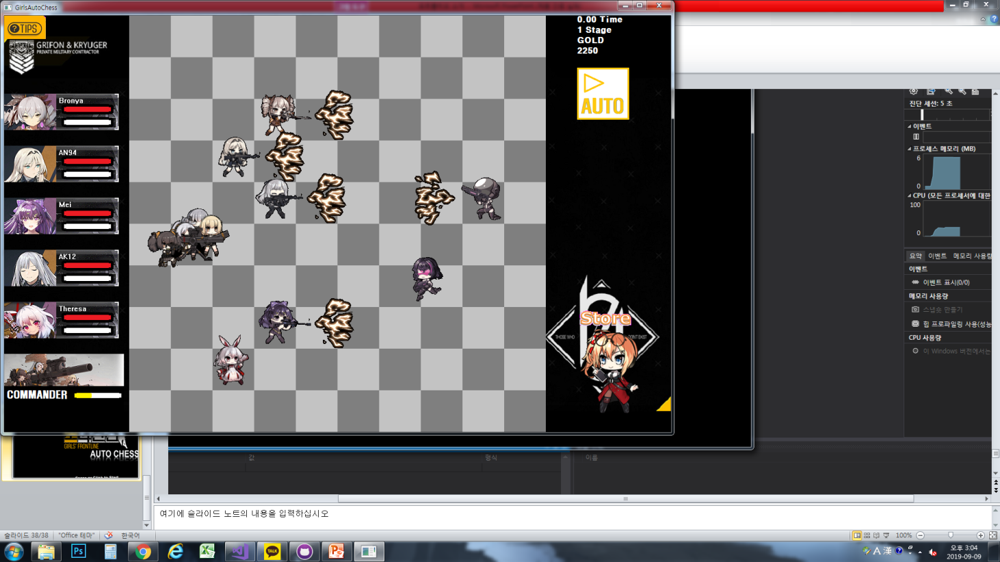 GirlsAutoChess
TIPS
GRIFON & KRYUGER
PRIVATE MILITARY CONTRACTOR
Bronya
AN94
Mei
AK12
Theresa
COMMANDER
0.00 Time
1 Stage
GOLD
2250
AUTO
Store
THOSE WHO
DON'T EXIST
진단 세션: 5 초
이벤트
프로세스 메모리 (MB)
6
0
CPU (모든 프로세서에 대한
100
0
요약 이벤트 메모리 사용량
이벤트
이벤트 표시(0/0)
메모리 사용량
스냅숏 만들기
힙 프로파일링 사용(성능
CPU 사용량
이 Windows 버전에서는
GIRLS' FRONTLINE
AUTO CHESS
값
형식
이름
여기에 슬라이드 노트의 내용을 입력하십시오
슬라이드 38/38
"Office 테마"
한국어
100%
Ps
TALK
A 漢
오후 3:04
2019-09-09